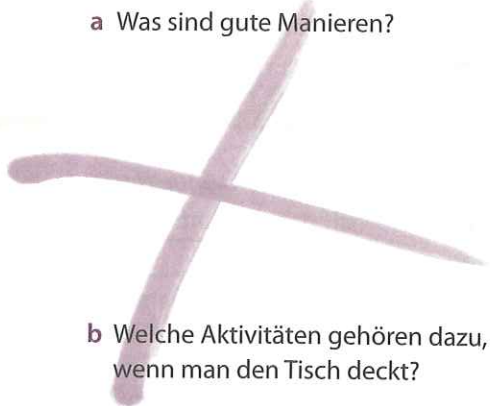 a Was sind gute Manieren?
b Welche Aktivitäten gehören dazu,
wenn man den Tisch deckt?